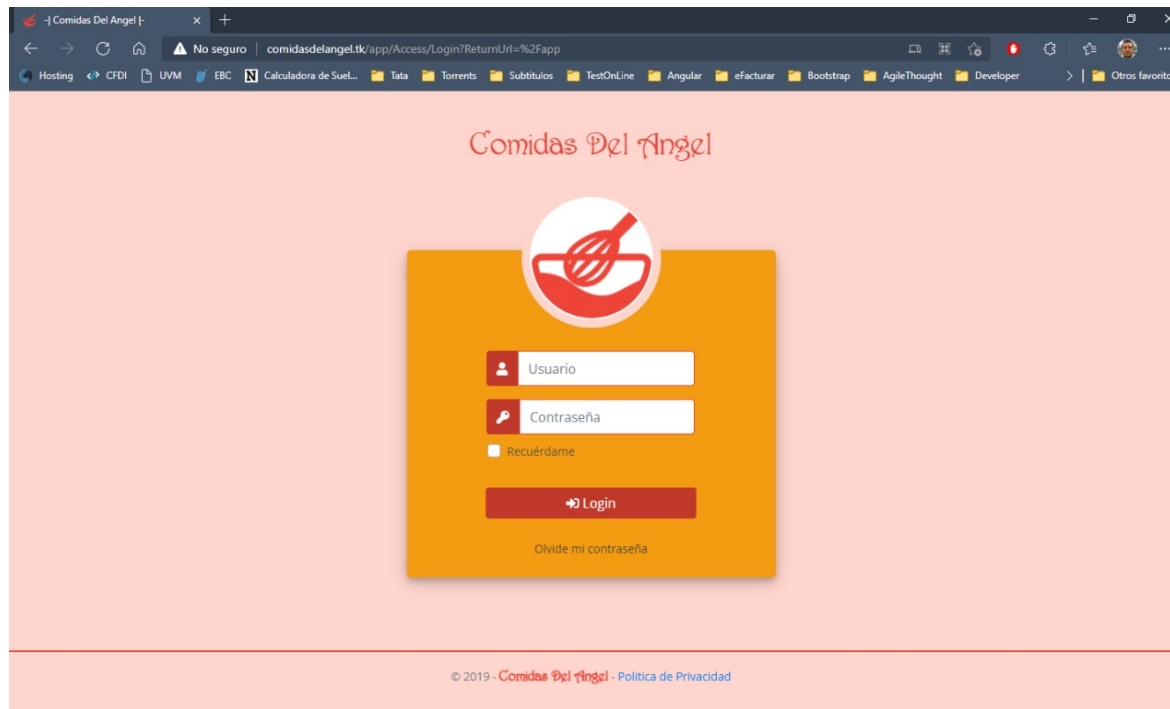 -| Comidas Del Angel |-
No seguro | comidasdelangel.tk/app/Access/Login?ReturnUrl=%2Fapp
Hosting CFDI UVM EBC Calculadora de Suel... Tata Torrents Subtitulos TestOnLine Angular eFacturar Bootstrap AgileThought Developer Otros favorito
Comidas Del Angel
Usuario
Contraseña
Recuérdame
Login
Olvide mi contraseña
© 2019 - Comidas Del Angel - Politica de Privacidad